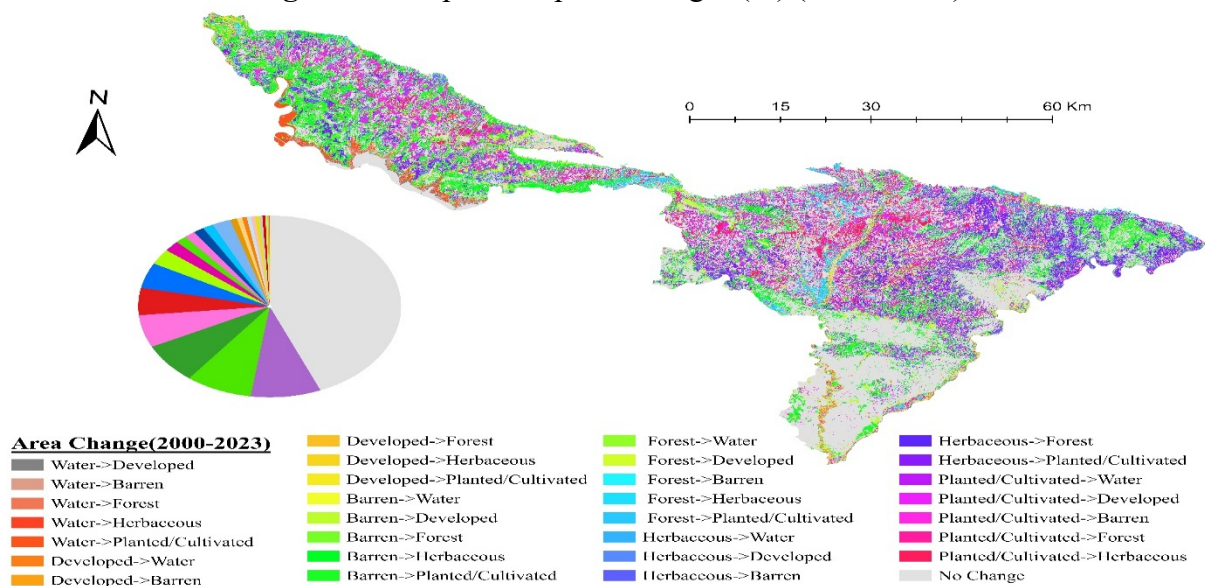 N
0 15 30 60 Km
Area Change(2000-2023)
Water->Developed
Water->Barren
Water->Forest
Water->Herbaceous
Water->Planted/Cultivated
Developed->Water
Developed->Barren
Developed->Forest
Developed->Herbaceous
Developed->Planted/Cultivated
Barren->Water
Barren->Developed
Barren->Forest
Barren->Herbaceous
Barren->Planted/Cultivated
Forest->Water
Forest->Developed
Forest->Barren
Forest->Herbaceous
Forest->Planted/Cultivated
Herbaceous->Water
Herbaceous->Developed
Herbaceous->Barren
Herbaceous->Forest
Herbaceous->Planted/Cultivated
Planted/Cultivated->Water
Planted/Cultivated->Developed
Planted/Cultivated->Barren
Planted/Cultivated->Forest
Planted/Cultivated->Herbaceous
No Change